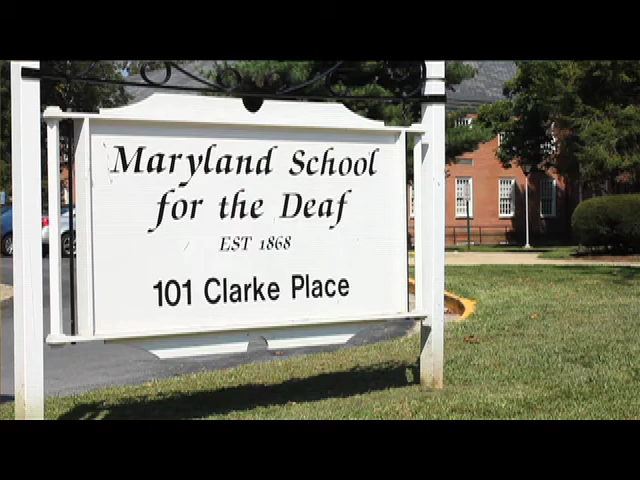 Maryland School
for the Deaf
EST 1868
101 Clarke Place